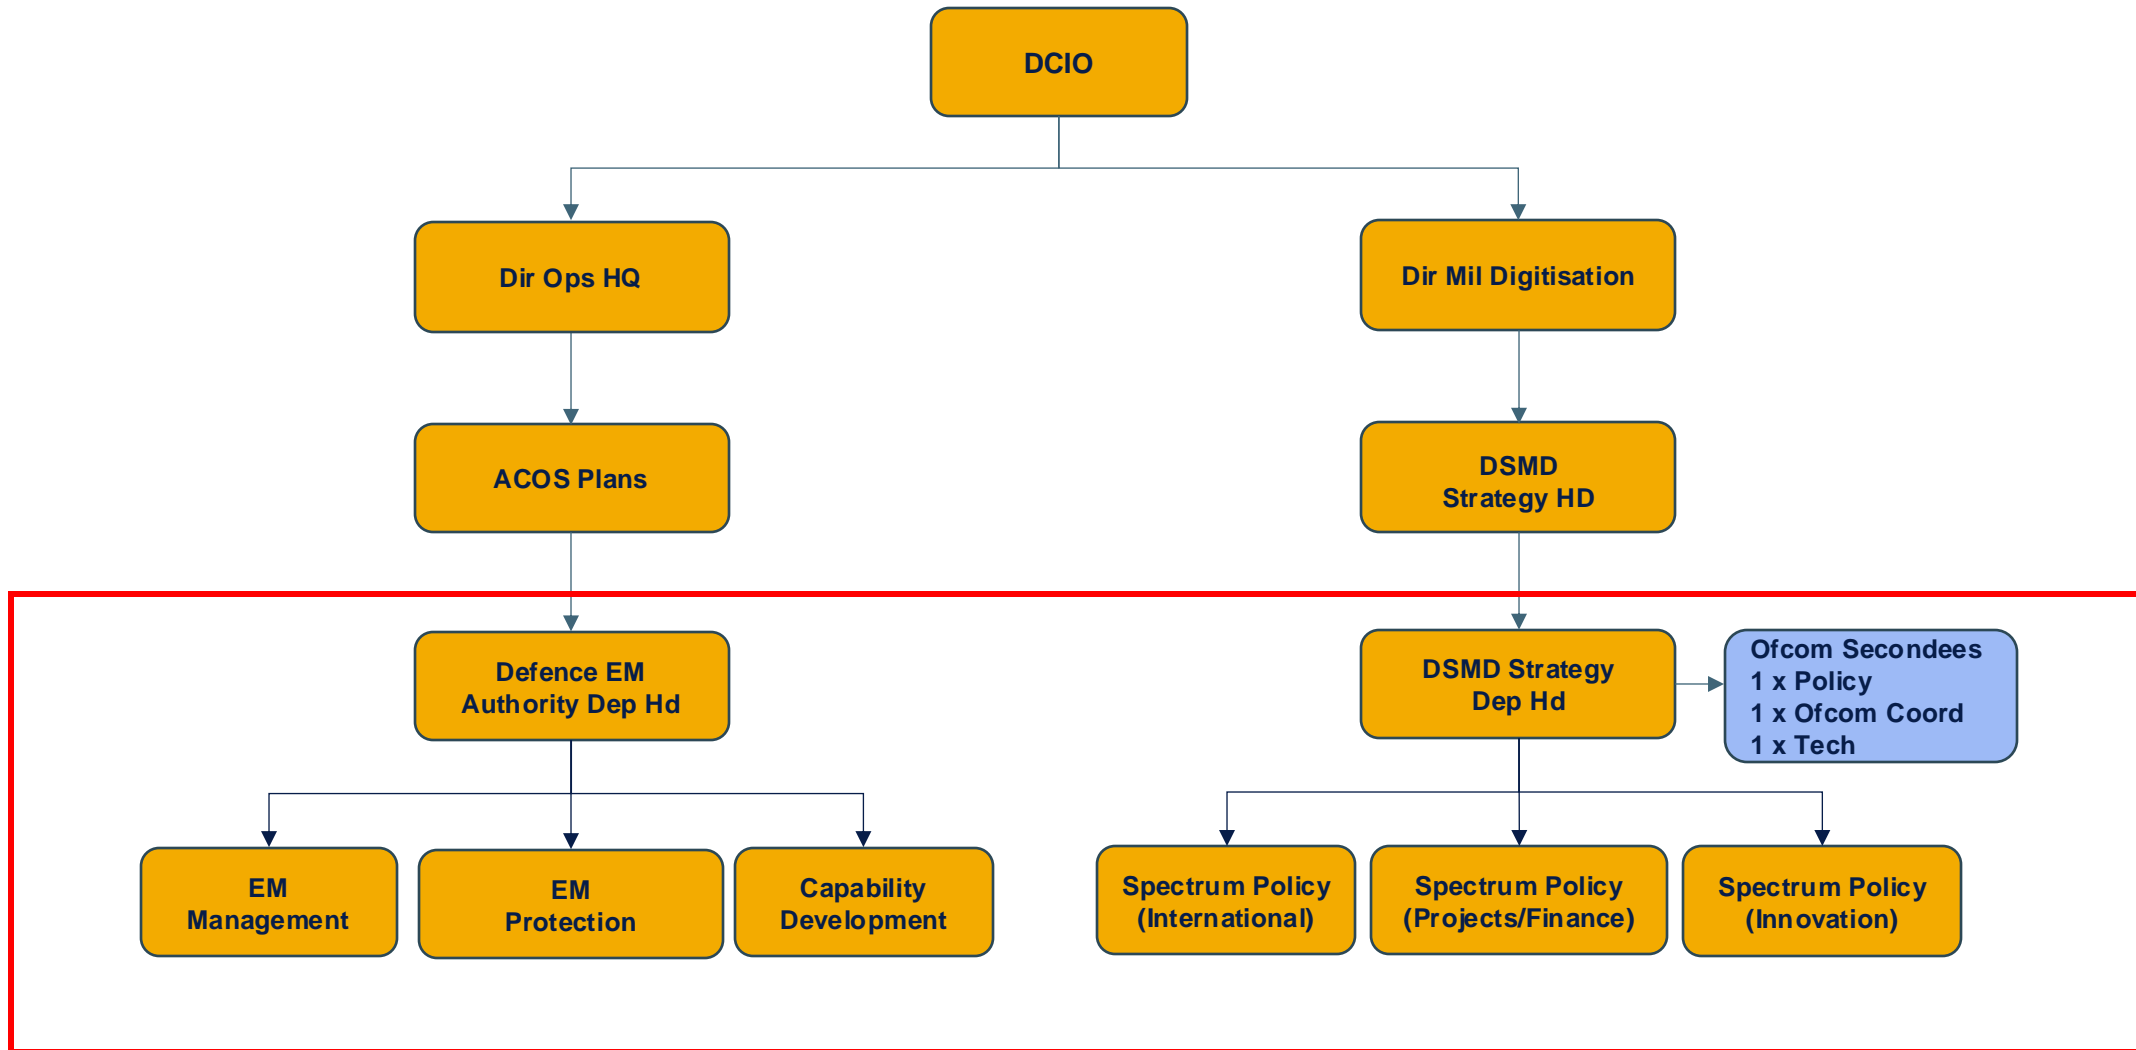 DCIO
Dir Ops HQ
Dir Mil Digitisation
ACOS Plans
DSMD
Strategy HD
Defence EM
Authority Dep Hd
DSMD Strategy
Dep Hd
Ofcom Secondees
1 x Policy
1 x Ofcom Coord
1 x Tech
EM
Management
EM
Protection
Capability
Development
Spectrum Policy
(International)
Spectrum Policy
(Projects/Finance)
Spectrum Policy
(Innovation)